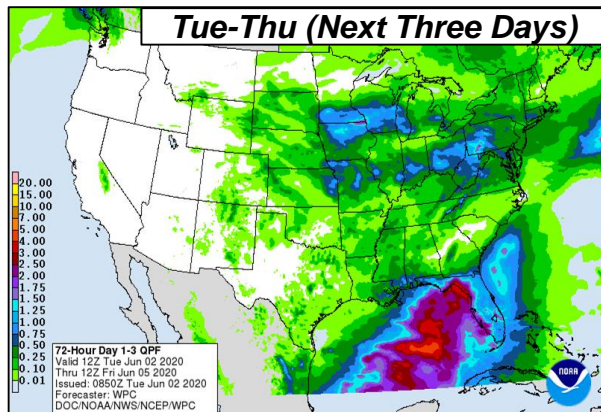 Tue-Thu (Next Three Days)
20.00
15.00
10.00
7.00
5.00
4.00
3.00
2.50
2.00
1.75
1.50
1.25
1.00
0.75
0.50
0.25
0.10
0.01
72-Hour Day 1-3 QPF
Valid 12Z Tue Jun 02 2020
Thru 12Z Fri Jun 05 2020
Issued: 0850Z Tue Jun 02 2020
Forecaster: WPC
DOC/NOAA/NWS/NCEP/WPC
NOAA